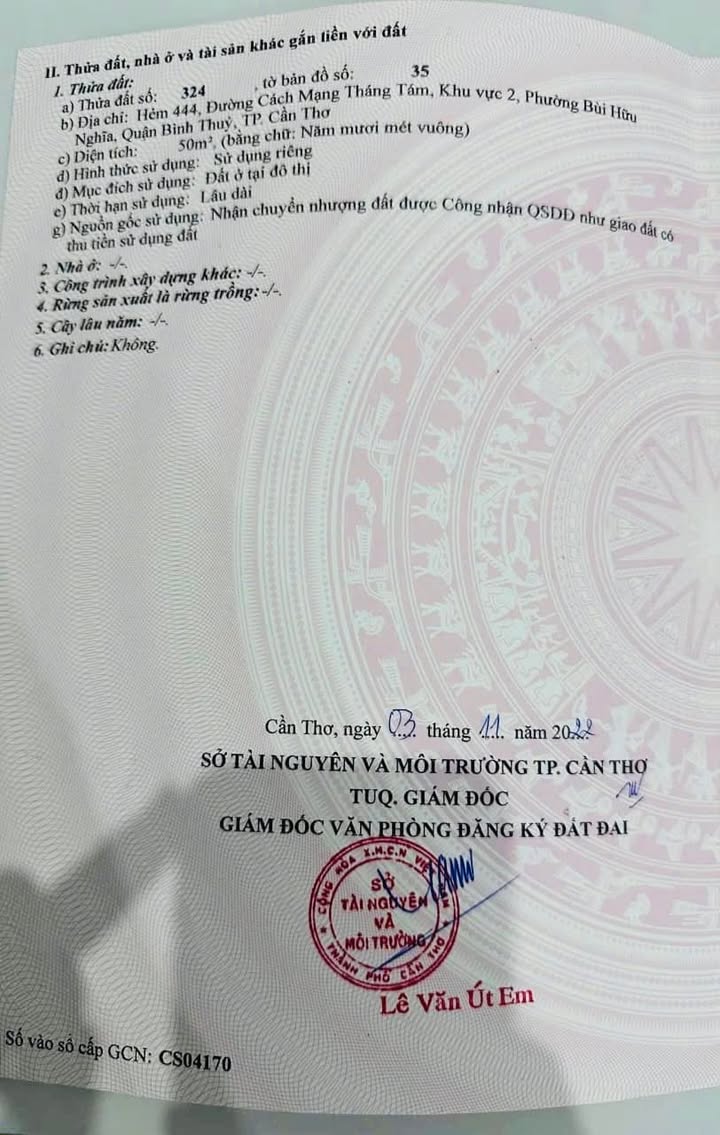 II. Thửa đất, nhà ở và tài sản khác gắn liền với đất
1. Thửa đất:
a) Thửa đất số: 324 , tờ bản đồ số: 35
b) Địa chỉ: Hẻm 444, Đường Cách Mạng Tháng Tám, Khu vực 2, Phường Bùi Hữu
Nghĩa, Quận Bình Thuỷ, TP. Cần Thơ
c) Diện tích: 50m², (bằng chữ: Năm mươi mét vuông)
d) Hình thức sử dụng: Sử dụng riêng
đ) Mục đích sử dụng: Đất ở tại đô thị
e) Thời hạn sử dụng: Lâu dài
g) Nguồn gốc sử dụng: Nhận chuyển nhượng đất được Công nhận QSDĐ như giao đất có
thu tiền sử dụng đất
2. Nhà ở: -/-.
3. Công trình xây dựng khác: -/-.
4. Rừng sản xuất là rừng trồng: -/-.
5. Cây lâu năm: -/-.
6. Ghi chú: Không.
Cần Thơ, ngày 03 tháng 11 năm 2022
SỞ TÀI NGUYÊN VÀ MÔI TRƯỜNG TP. CẦN THƠ
TUQ. GIÁM ĐỐC
GIÁM ĐỐC VĂN PHÒNG ĐĂNG KÝ ĐẤT ĐAI
CỘNG HÒA X.H.C.N VIỆT NAM
SỞ
TÀI NGUYÊN
VÀ
MÔI TRƯỜNG
THÀNH PHỐ CẦN THƠ
Lê Văn Út Em
Số vào sổ cấp GCN: CS04170